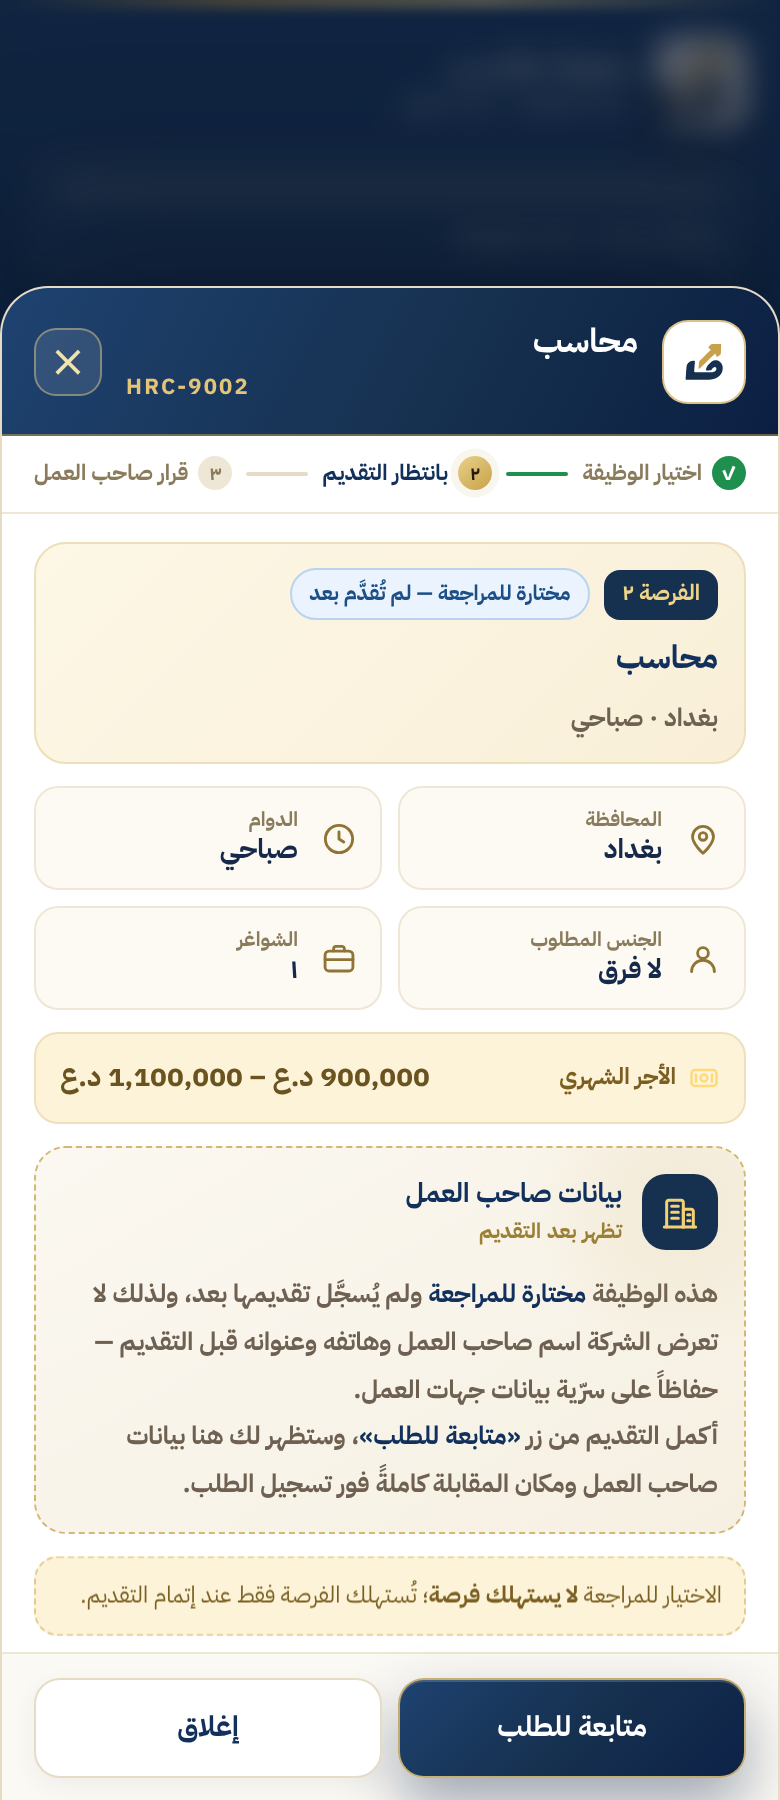 محاسب
HRC-9002
اختيار الوظيفة
٢ بانتظار التقديم
٣ قرار صاحب العمل
الفرصة ٢
مختارة للمراجعة — لم تُقدَّم بعد
محاسب
بغداد · صباحي
المحافظة
بغداد
الدوام
صباحي
الجنس المطلوب
لا فرق
الشواغر
١
الأجر الشهري
900,000 د.ع – 1,100,000 د.ع
بيانات صاحب العمل
تظهر بعد التقديم
هذه الوظيفة مختارة للمراجعة ولم يُسجَّل تقديمها بعد، ولذلك لا
تعرض الشركة اسم صاحب العمل وهاتفه وعنوانه قبل التقديم —
حفاظاً على سرّية بيانات جهات العمل.
أكمل التقديم من زر «متابعة للطلب»، وستظهر لك هنا بيانات
صاحب العمل ومكان المقابلة كاملةً فور تسجيل الطلب.
الاختيار للمراجعة لا يستهلك فرصة؛ تُستهلك الفرصة فقط عند إتمام التقديم.
متابعة للطلب
إغلاق